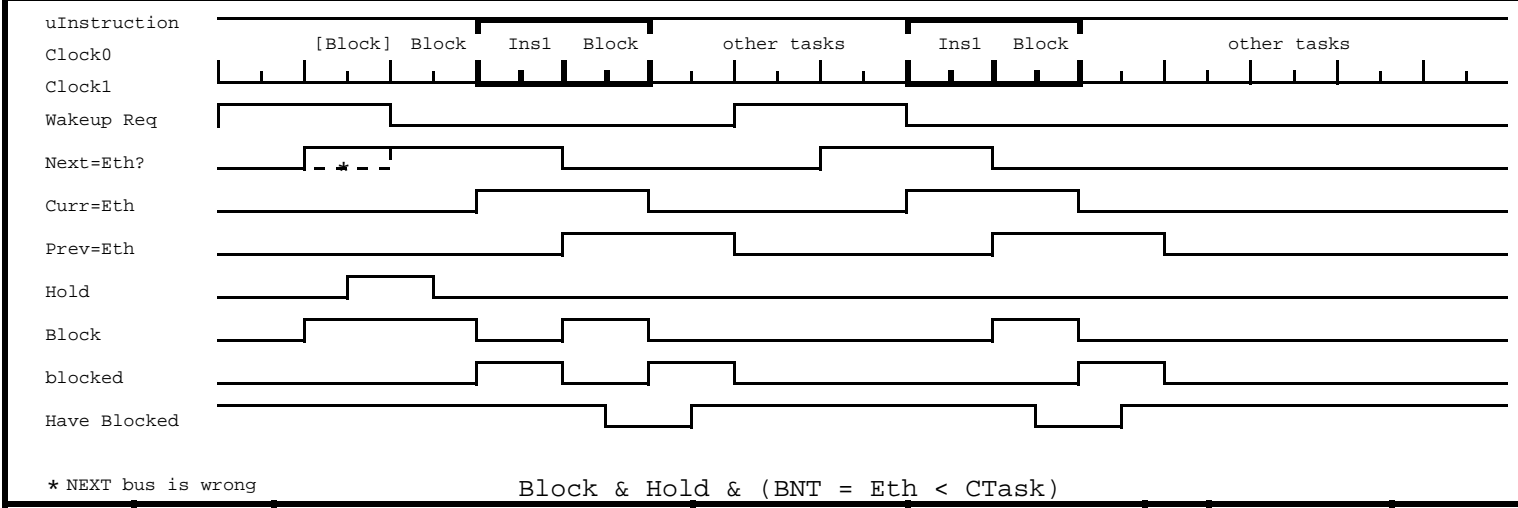 uInstruction
[Block] Block Ins1 Block other tasks Ins1 Block other tasks
Clock0
Clock1
Wakeup Req
Next=Eth?
*
Curr=Eth
Prev=Eth
Hold
Block
blocked
Have Blocked
* NEXT bus is wrong
Block & Hold & (BNT = Eth < CTask)